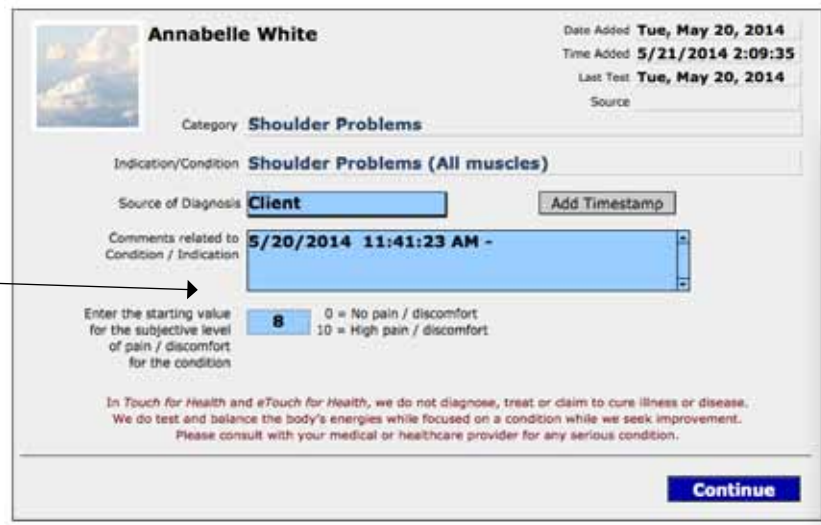 Annabelle White
Date Added Tue, May 20, 2014
Time Added 5/21/2014 2:09:35
Last Test Tue, May 20, 2014
Source
Category Shoulder Problems
Indication/Condition Shoulder Problems (All muscles)
Source of Diagnosis Client
Add Timestamp
Comments related to
Condition / Indication
5/20/2014 11:41:23 AM -
Enter the starting value
for the subjective level
of pain / discomfort
for the condition
8
0 = No pain / discomfort
10 = High pain / discomfort
In Touch for Health and eTouch for Health, we do not diagnose, treat or claim to cure illness or disease.
We do test and balance the body's energies while focused on a condition while we seek improvement.
Please consult with your medical or healthcare provider for any serious condition.
Continue